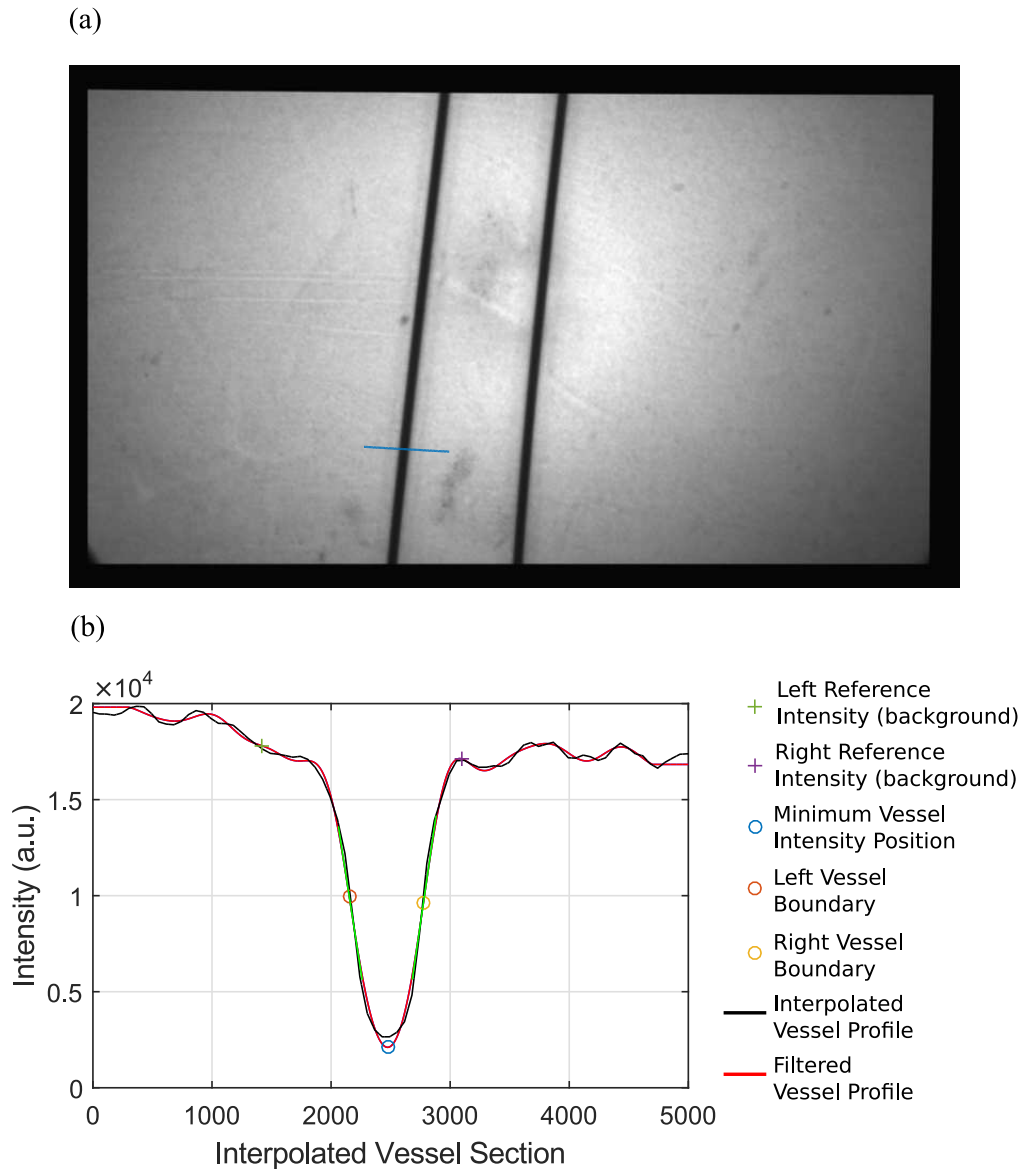 (a)
(b)
×10⁴
2
1.5
1
0.5
0
Intensity (a.u.)
0 1000 2000 3000 4000 5000
Interpolated Vessel Section
Left Reference
Intensity (background)
Right Reference
Intensity (background)
Minimum Vessel
Intensity Position
Left Vessel
Boundary
Right Vessel
Boundary
Interpolated
Vessel Profile
Filtered
Vessel Profile